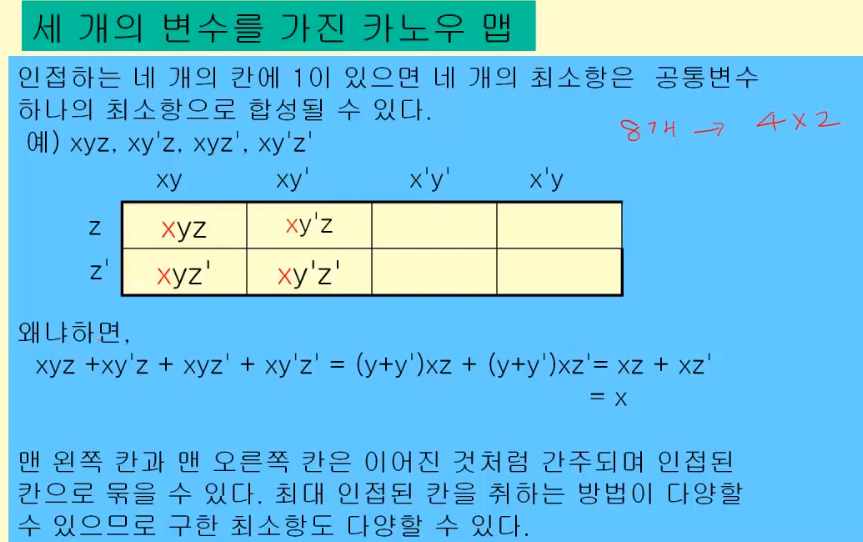 세 개의 변수를 가진 카노우 맵
인접하는 네 개의 칸에 1이 있으면 네 개의 최소항은 공통변수
하나의 최소항으로 합성될 수 있다.
8개 → 4×2
예) xyz, xy'z, xyz', xy'z'
xy xy' x'y' x'y
z xyz xy'z
z' xyz' xy'z'
왜냐하면,
xyz +xy'z + xyz' + xy'z' = (y+y')xz + (y+y')xz'= xz + xz'
= x
맨 왼쪽 칸과 맨 오른쪽 칸은 이어진 것처럼 간주되며 인접된
칸으로 묶을 수 있다. 최대 인접된 칸을 취하는 방법이 다양할
수 있으므로 구한 최소항도 다양할 수 있다.